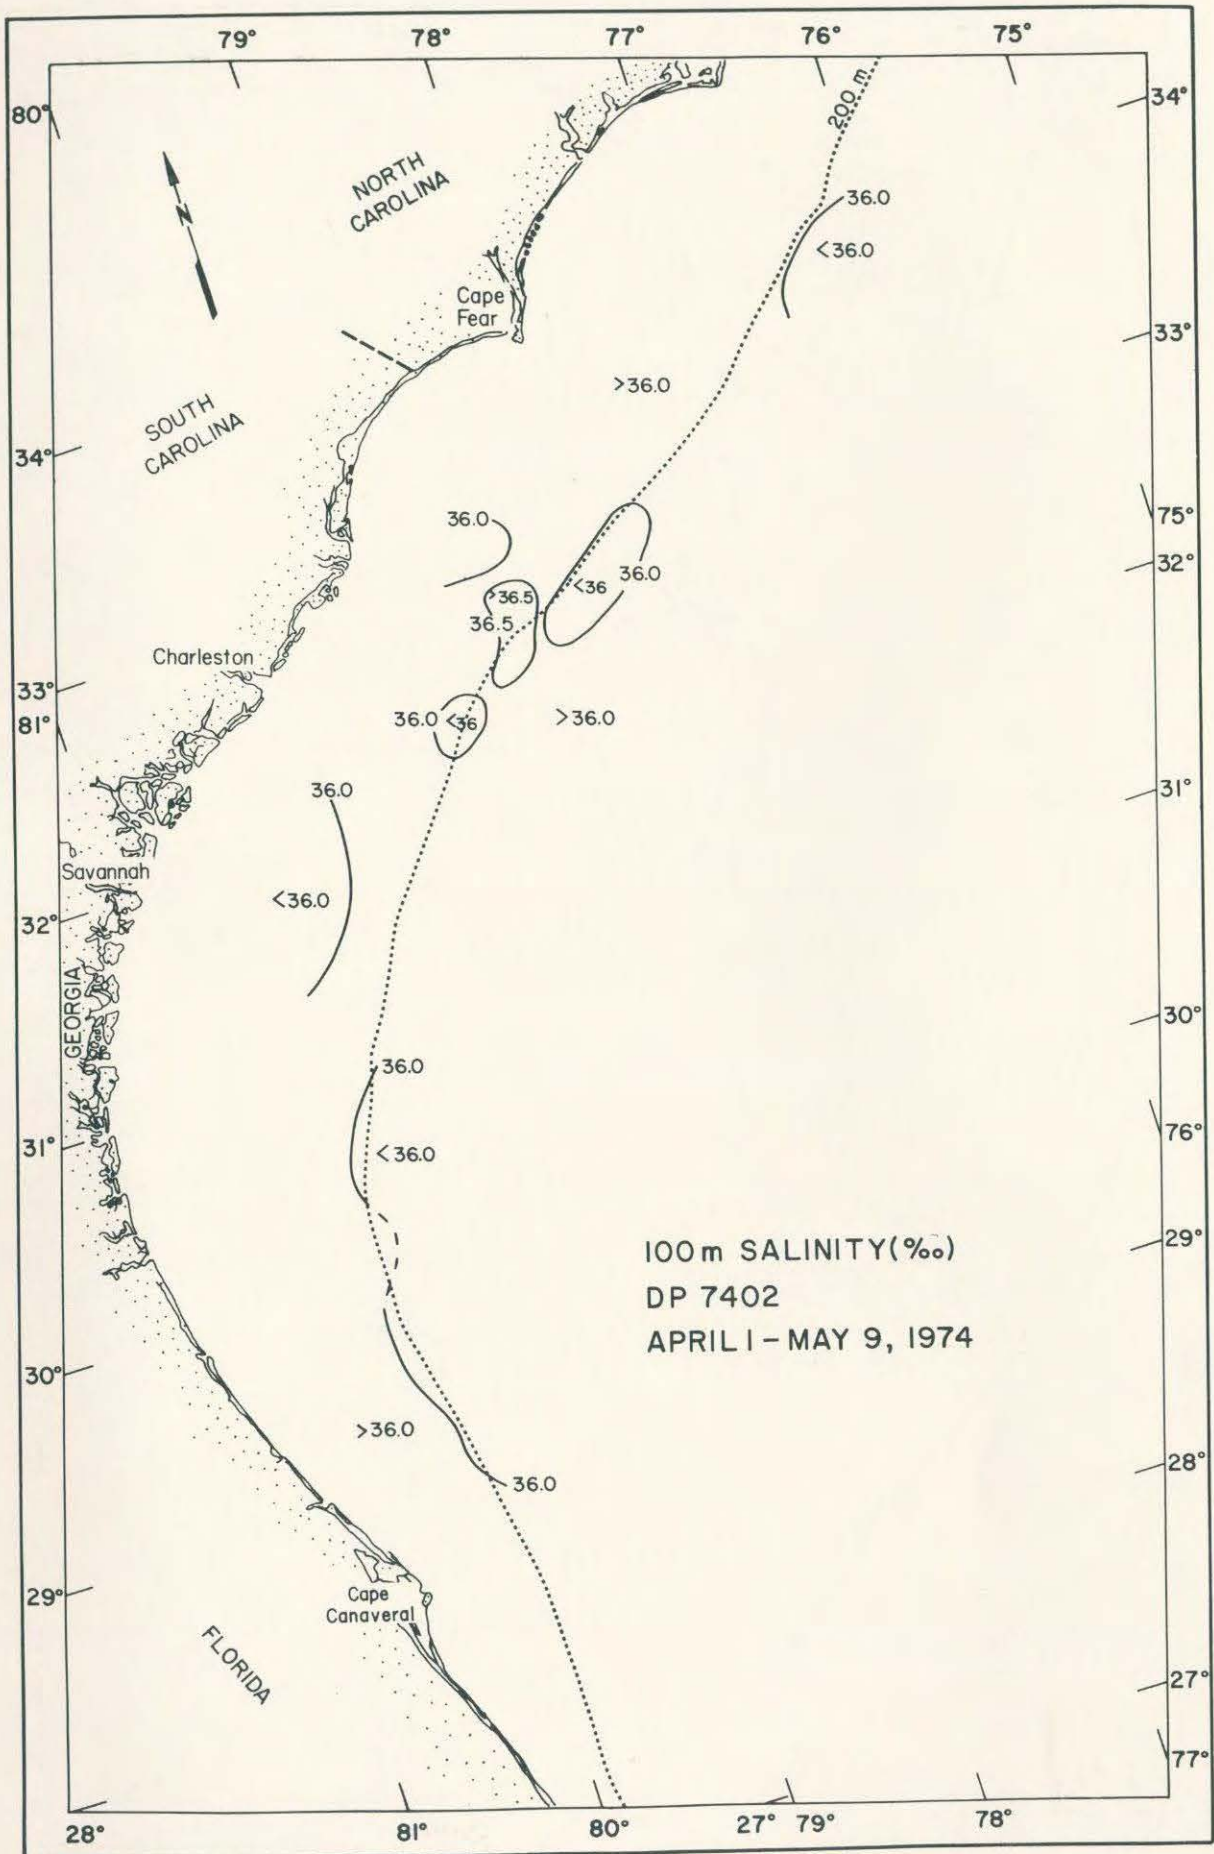 79° 78° 77° 76° 75°
80°
34°
200 m
N
NORTH
CAROLINA
36.0
<36.0
Cape
Fear
33°
>36.0
SOUTH
CAROLINA
34°
75°
36.0
32°
<36 36.0
>36.5
36.5
Charleston
33°
81°
36.0 <36
>36.0
36.0
31°
Savannah
<36.0
32°
GEORGIA
30°
36.0
31°
<36.0
76°
29°
100m SALINITY(‰)
DP 7402
APRIL 1 - MAY 9, 1974
30°
>36.0
28°
36.0
29°
Cape
Canaveral
FLORIDA
27°
77°
28° 81° 80° 27° 79° 78°